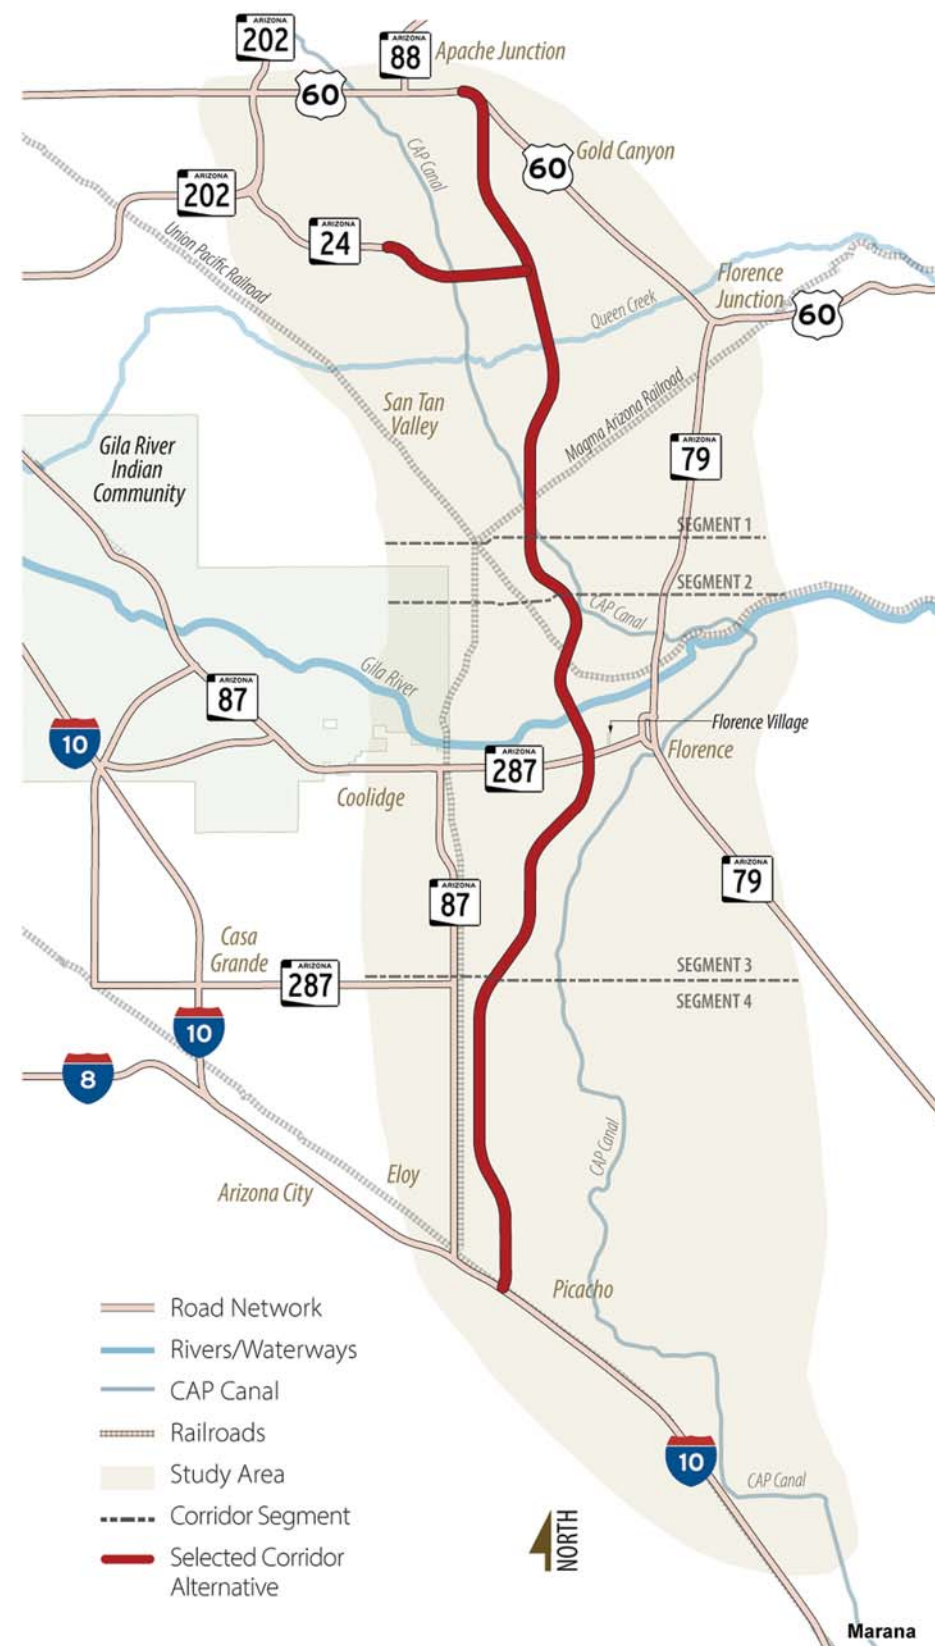 ARIZONA
202
ARIZONA
88
Apache Junction
60
CAP Canal
Gold Canyon
60
ARIZONA
202
ARIZONA
24
Union Pacific Railroad
Florence
Junction
Queen Creek
60
San Tan
Valley
Magma Arizona Railroad
Gila River
Indian
Community
ARIZONA
79
SEGMENT 1
SEGMENT 2
CAP Canal
Gila River
ARIZONA
87
10
Florence Village
Florence
ARIZONA
287
Coolidge
ARIZONA
79
ARIZONA
87
Casa
Grande
ARIZONA
287
SEGMENT 3
SEGMENT 4
10
8
CAP Canal
Eloy
Arizona City
Picacho
Road Network
Rivers/Waterways
CAP Canal
Railroads
Study Area
Corridor Segment
Selected Corridor
Alternative
NORTH
10
CAP Canal
Marana